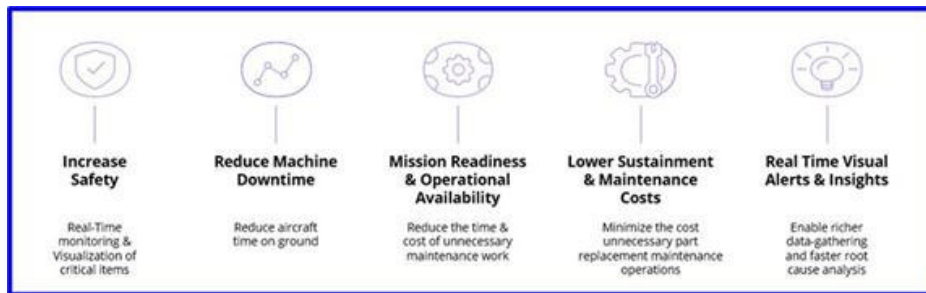 Increase
Safety
Real-Time
monitoring &
Visualization of
critical items
Reduce Machine
Downtime
Reduce aircraft
time on ground
Mission Readiness
& Operational
Availability
Reduce the time &
cost of unnecessary
maintenance work
Lower Sustainment
& Maintenance
Costs
Minimize the cost
unnecessary part
replacement maintenance
operations
Real Time Visual
Alerts & Insights
Enable richer
data-gathering
and faster root
cause analysis